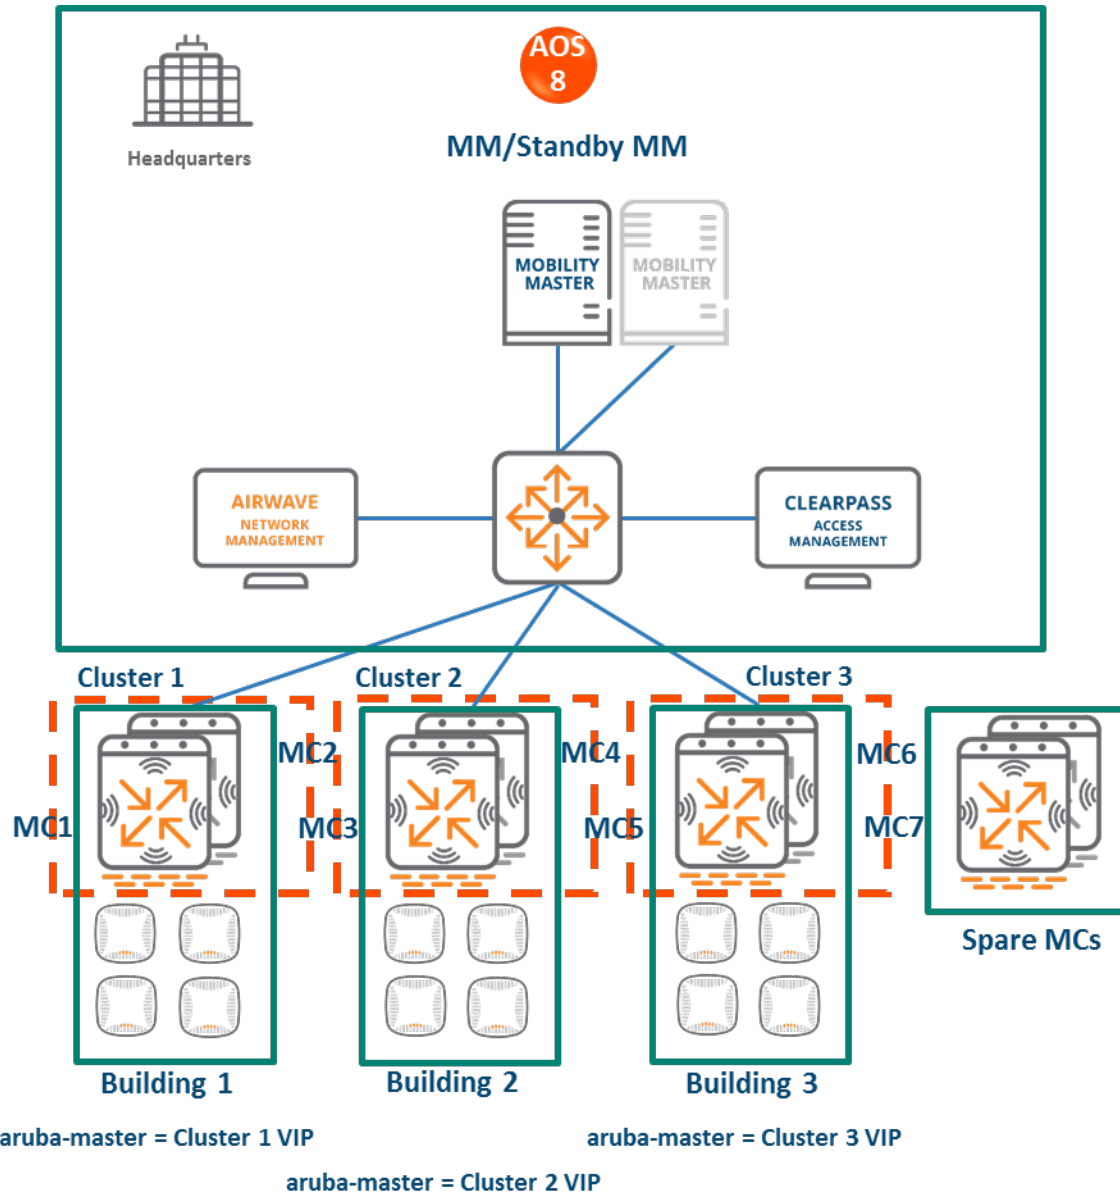 AOS
8
Headquarters
MM/Standby MM
MOBILITY
MASTER
MOBILITY
MASTER
AIRWAVE
NETWORK
MANAGEMENT
CLEARPASS
ACCESS
MANAGEMENT
Cluster 1
Cluster 2
Cluster 3
MC2
MC4
MC6
MC1
MC3
MC5
MC7
Spare MCs
Building 1
Building 2
Building 3
aruba-master = Cluster 1 VIP
aruba-master = Cluster 3 VIP
aruba-master = Cluster 2 VIP